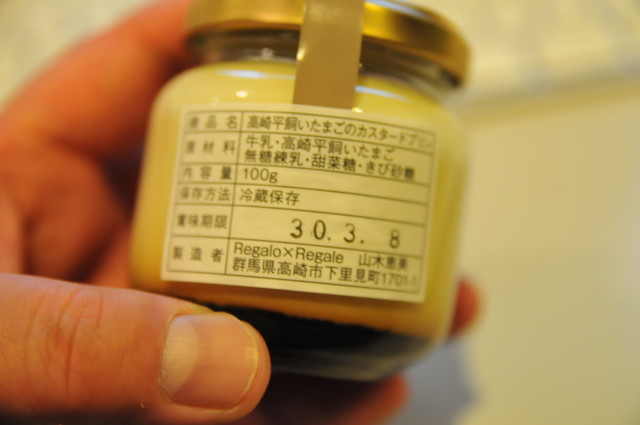 商品名 高崎平飼いたまごのカスタードプリン
原材料 牛乳・高崎平飼いたまご
無糖練乳・甜菜糖・きび砂糖
内容量 100g
保存方法 冷蔵保存
賞味期限 30.3.8
製造者 Regalo×Regale 山木恵美
群馬県高崎市下里見町1701-1